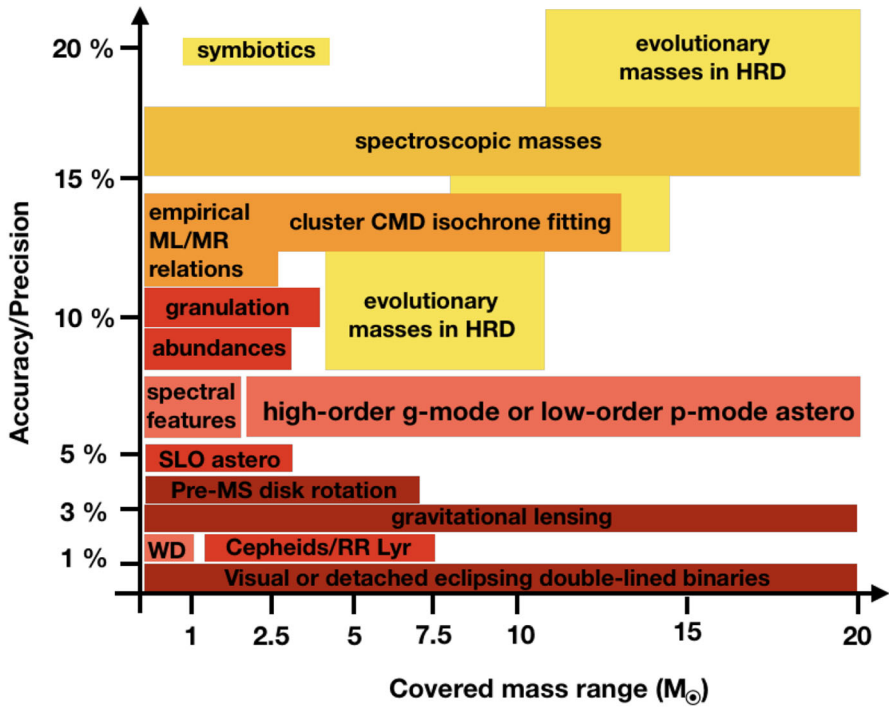 20 %
symbiotics
evolutionary
masses in HRD
spectroscopic masses
15 %
empirical
ML/MR
relations
cluster CMD isochrone fitting
granulation
10 %
evolutionary
masses in HRD
abundances
spectral
features
high-order g-mode or low-order p-mode astero
5 %
SLO astero
Pre-MS disk rotation
3 %
gravitational lensing
1 %
WD
Cepheids/RR Lyr
Visual or detached eclipsing double-lined binaries
Accuracy/Precision
1 2.5 5 7.5 10 15 20
Covered mass range (M☉)